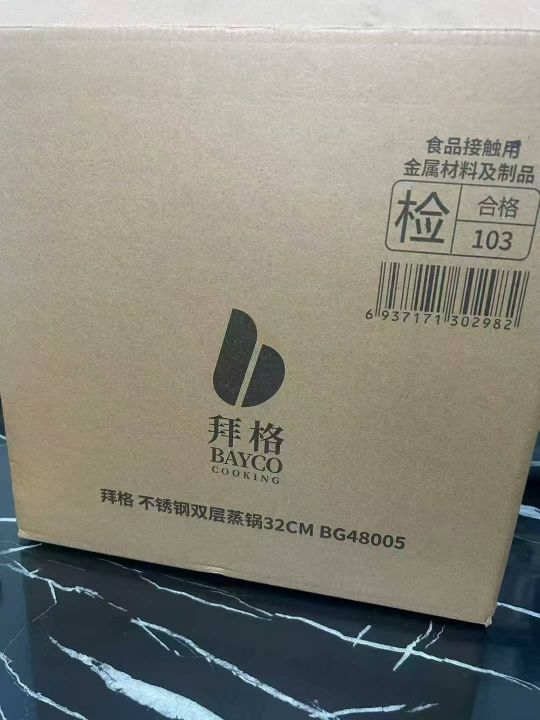 食品接触用
金属材料及制品
检
合格
103
6 937171 302982
拜格
BAYCO
COOKING
拜格 不锈钢双层蒸锅32CM BG48005